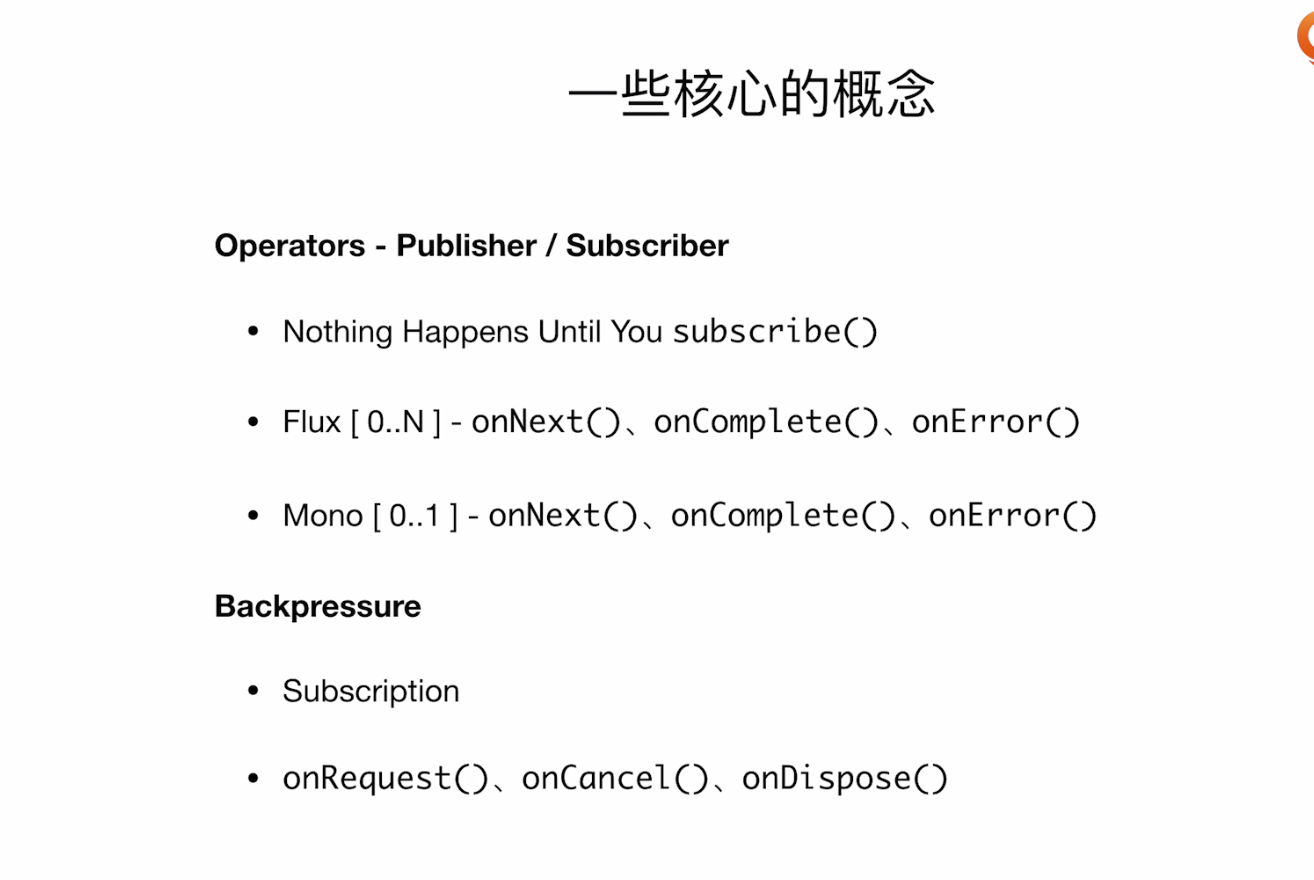 一些核心的概念
Operators - Publisher / Subscriber
• Nothing Happens Until You subscribe()
• Flux [ 0..N ] - onNext()、onComplete()、onError()
• Mono [ 0..1 ] - onNext()、onComplete()、onError()
Backpressure
• Subscription
• onRequest()、onCancel()、onDispose()